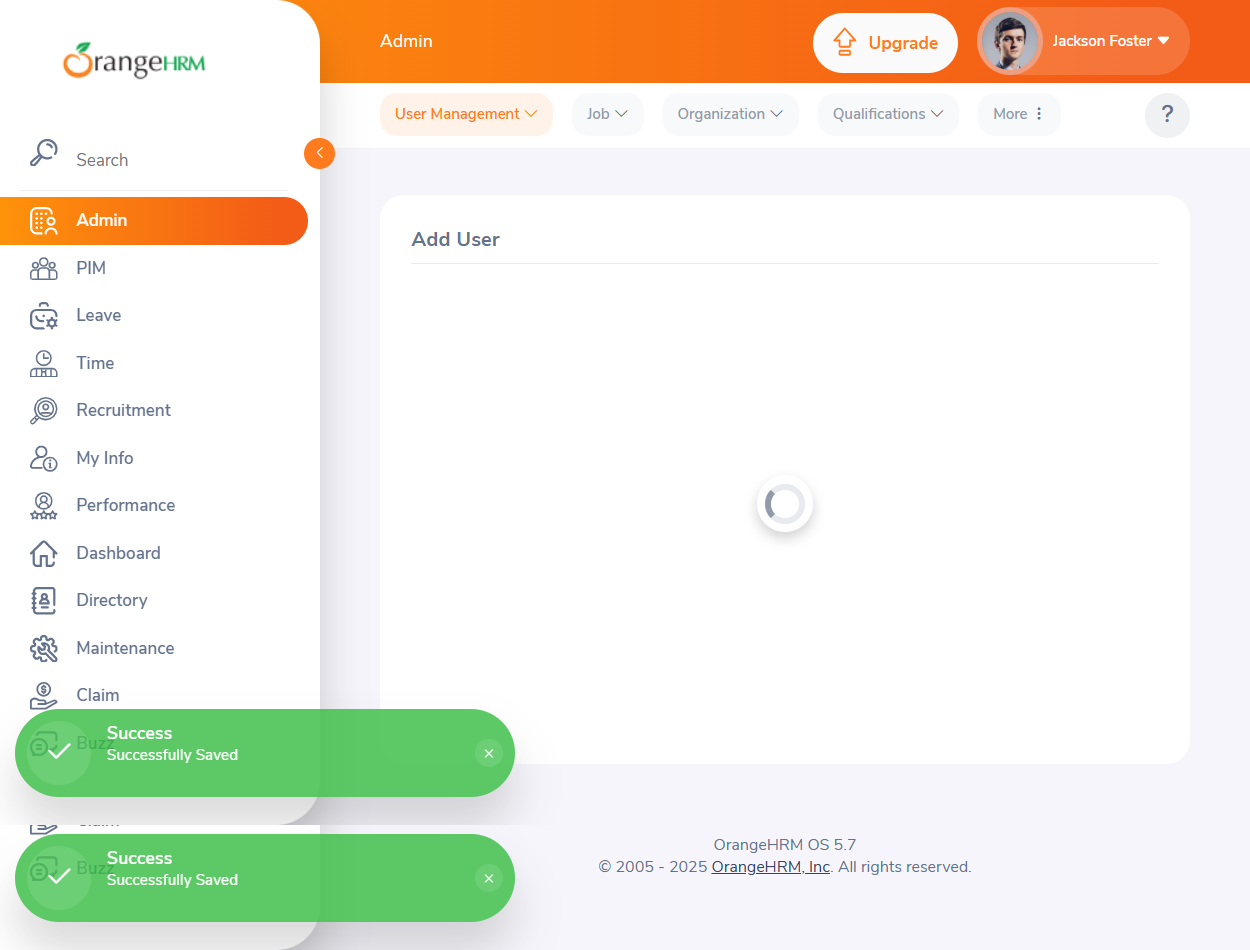 OrangeHRM
Admin
Upgrade
Jackson Foster
User Management
Job
Organization
Qualifications
More
?
Search
Admin
PIM
Leave
Time
Recruitment
My Info
Performance
Dashboard
Directory
Maintenance
Claim
Buzz
Add User
Success
Successfully Saved
Claim
Buzz
Success
Successfully Saved
OrangeHRM OS 5.7
© 2005 - 2025 OrangeHRM, Inc. All rights reserved.